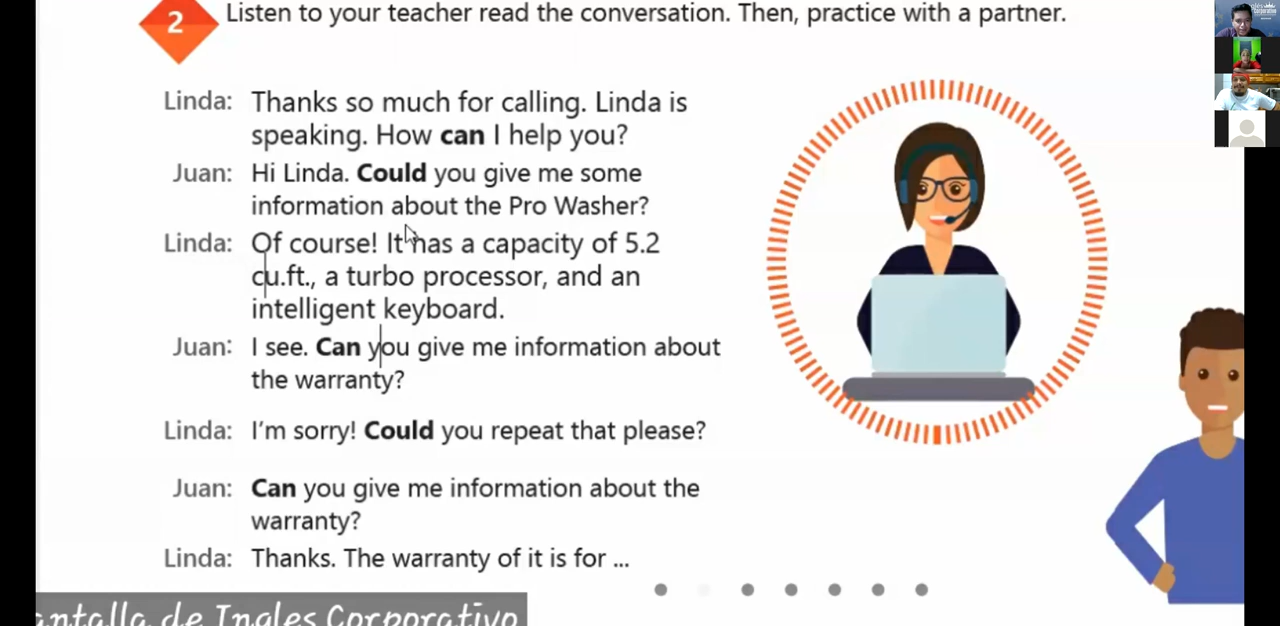 2 Listen to your teacher read the conversation. Then, practice with a partner.
Linda: Thanks so much for calling. Linda is
speaking. How can I help you?
Juan: Hi Linda. Could you give me some
information about the Pro Washer?
Linda: Of course! It has a capacity of 5.2
cu.ft., a turbo processor, and an
intelligent keyboard.
Juan: I see. Can you give me information about
the warranty?
Linda: I'm sorry! Could you repeat that please?
Juan: Can you give me information about the
warranty?
Linda: Thanks. The warranty of it is for ...
antalla de Ingles Corporativo